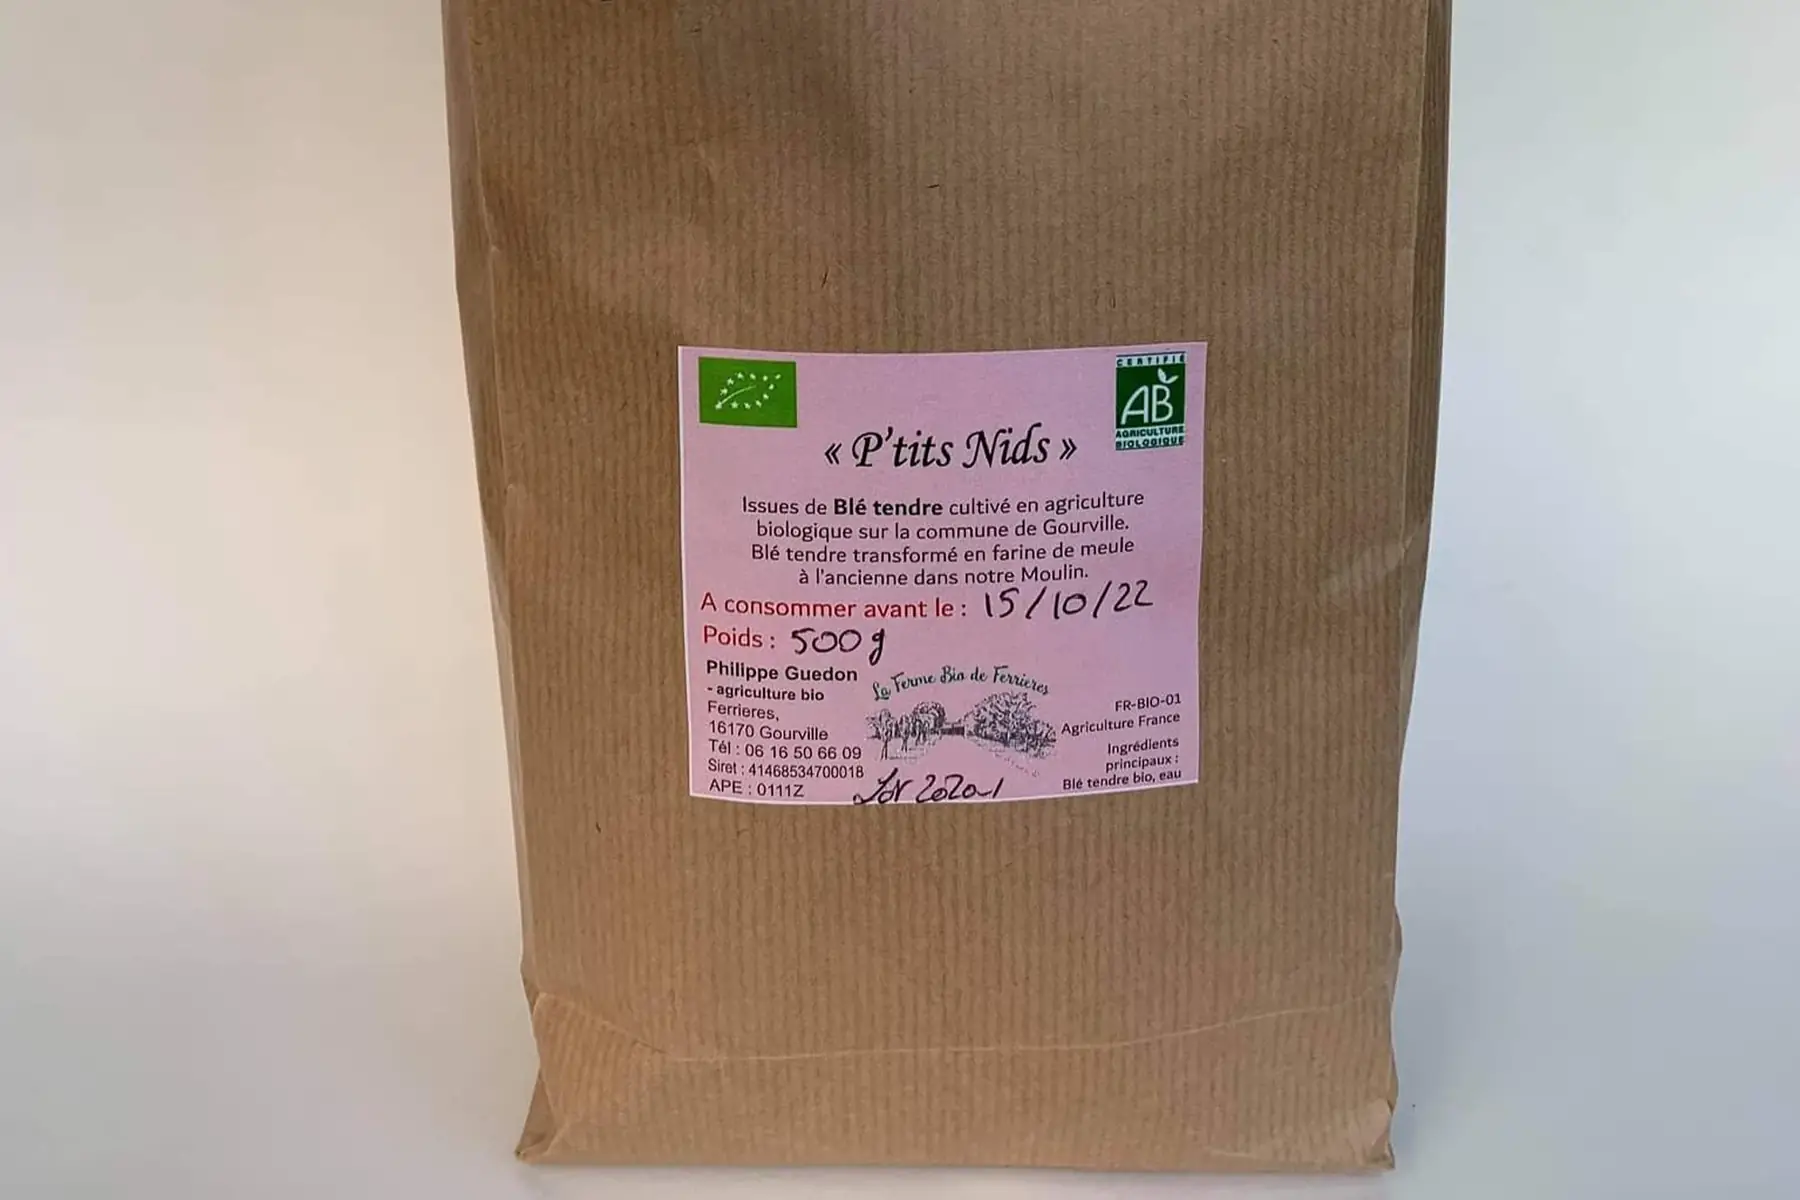 CERTIFIÉ
AB
AGRICULTURE
BIOLOGIQUE
« P'tits Nids »
Issues de Blé tendre cultivé en agriculture
biologique sur la commune de Gourville.
Blé tendre transformé en farine de meule
à l'ancienne dans notre Moulin.
A consommer avant le : 15/10/22
Poids : 500g
Philippe Guedon
- agriculture bio
Ferrieres,
16170 Gourville
Tél : 06 16 50 66 09
Siret : 41468534700018
APE : 0111Z
La Ferme Bio de Ferrieres
FR-BIO-01
Agriculture France
Ingrédients
principaux :
Blé tendre bio, eau